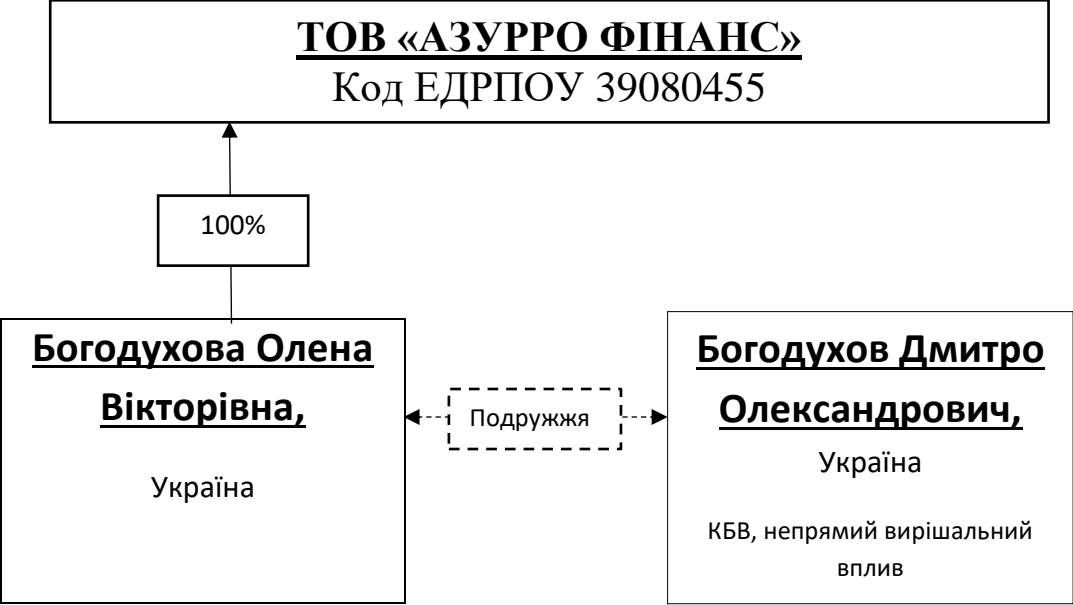 ТОВ «АЗУРРО ФІНАНС»
Код ЕДРПОУ 39080455
100%
Богодухова Олена
Вікторівна,
Україна
Подружжя
Богодухов Дмитро
Олександрович,
Україна
КБВ, непрямий вирішальний
вплив